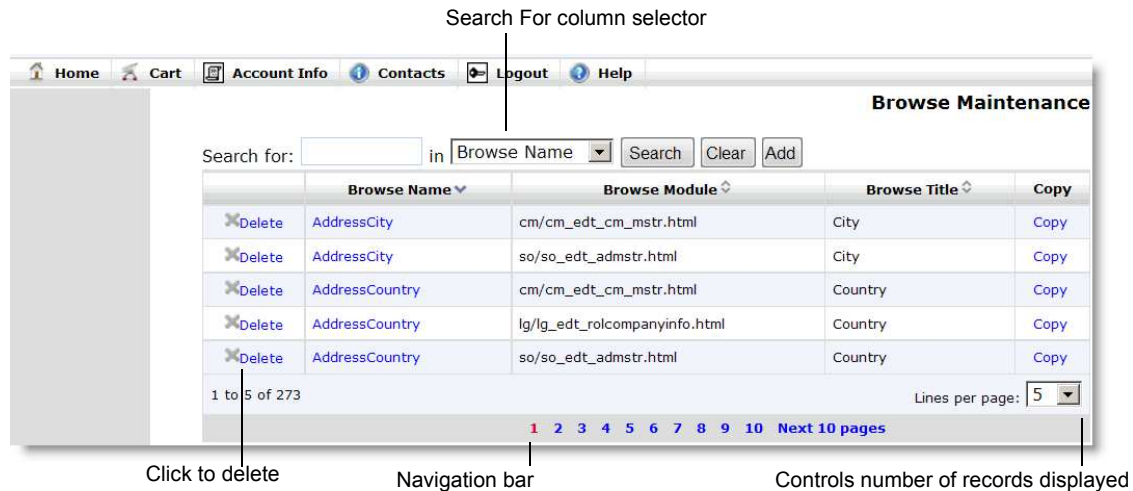 Search For column selector
Home Cart Account Info Contacts Logout Help
Browse Maintenance
Search for: in Browse Name Search Clear Add
Browse Name Browse Module Browse Title Copy
Delete AddressCity cm/cm_edt_cm_mstr.html City Copy
Delete AddressCity so/so_edt_admstr.html City Copy
Delete AddressCountry cm/cm_edt_cm_mstr.html Country Copy
Delete AddressCountry lg/lg_edt_rolcompanyinfo.html Country Copy
Delete AddressCountry so/so_edt_admstr.html Country Copy
1 to 5 of 273 Lines per page: 5
1 2 3 4 5 6 7 8 9 10 Next 10 pages
Click to delete Navigation bar Controls number of records displayed